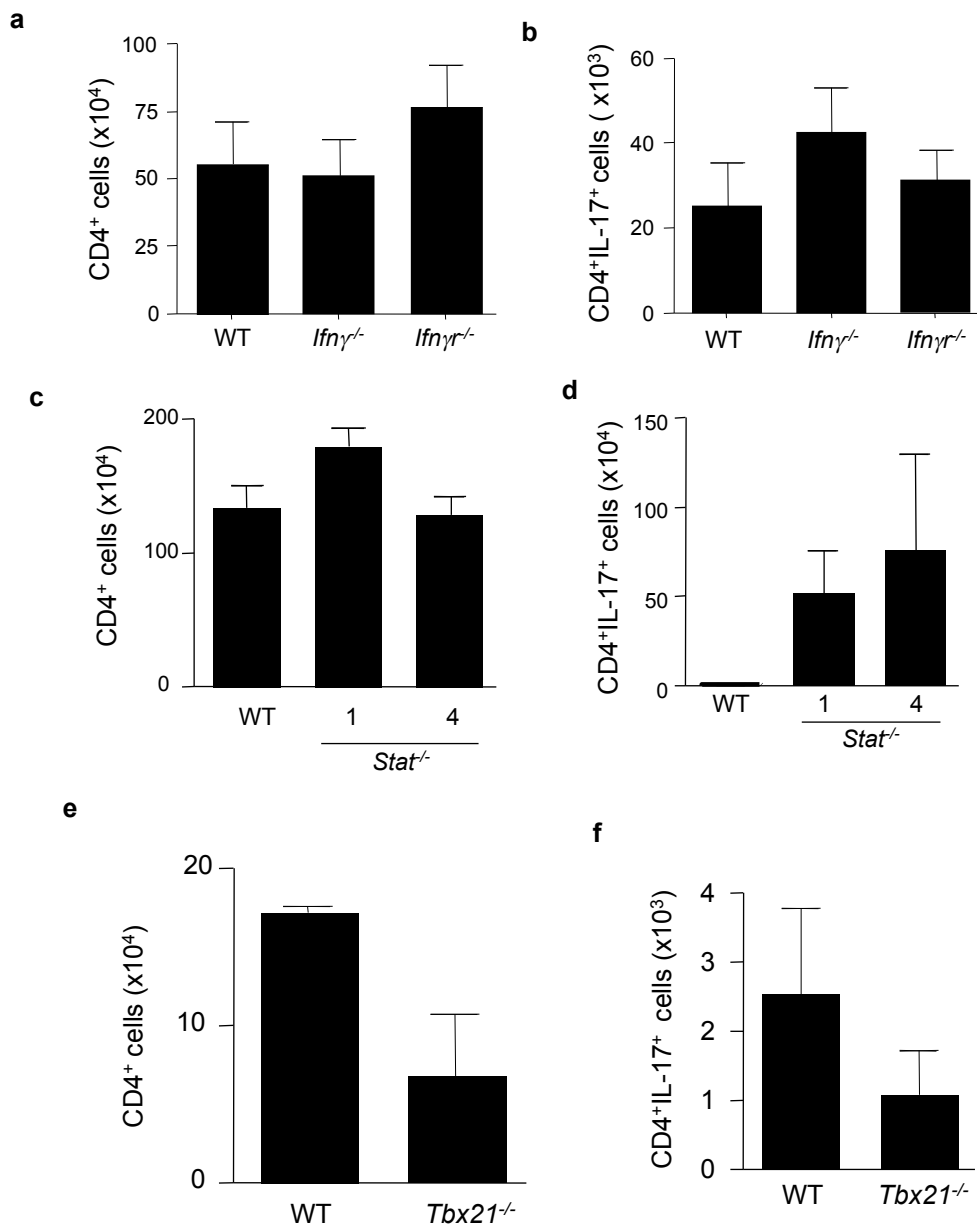 a
CD4⁺ cells (x10⁴)
100
75
50
25
0
WT Ifnγ⁻/⁻ Ifnγr⁻/⁻
b
CD4⁺IL-17⁺ cells ( x10³)
60
40
20
0
WT Ifnγ⁻/⁻ Ifnγr⁻/⁻
c
CD4⁺ cells (x10⁴)
200
100
0
WT 1 4
Stat⁻/⁻
d
CD4⁺IL-17⁺ cells (x10⁴)
150
100
50
0
WT 1 4
Stat⁻/⁻
e
CD4⁺ cells (x10⁴)
20
10
0
WT Tbx21⁻/⁻
f
CD4⁺IL-17⁺ cells (x10³)
4
3
2
1
0
WT Tbx21⁻/⁻